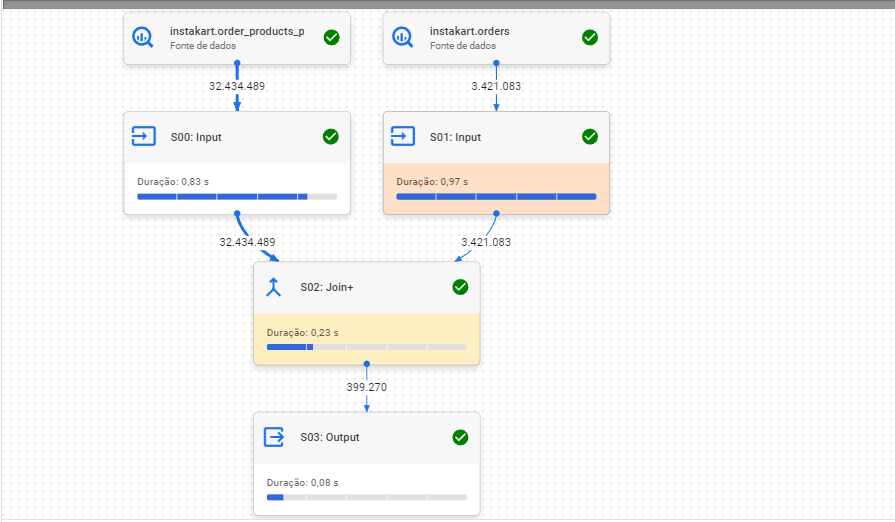 instakart.order_products_p
Fonte de dados
instakart.orders
Fonte de dados
32.434.489
3.421.083
S00: Input
Duração: 0,83 s
S01: Input
Duração: 0,97 s
32.434.489
3.421.083
S02: Join+
Duração: 0,23 s
399.270
S03: Output
Duração: 0,08 s